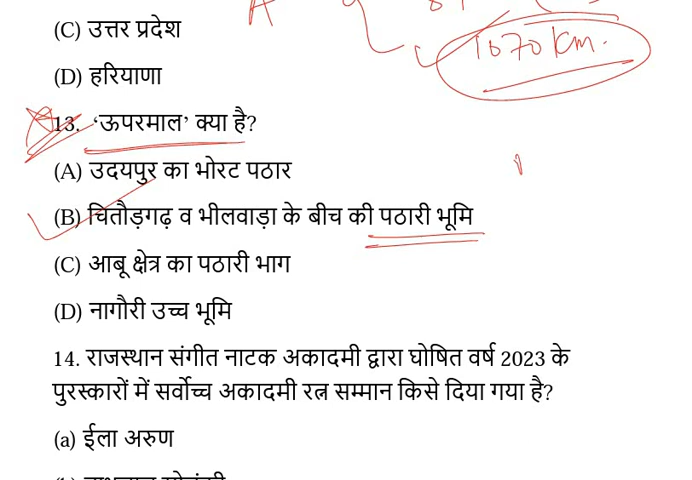 (C) उत्तर प्रदेश
1070 km.
(D) हरियाणा
13. ‘ऊपरमाल’ क्या है?
(A) उदयपुर का भोरट पठार
(B) चितौड़गढ़ व भीलवाड़ा के बीच की पठारी भूमि
(C) आबू क्षेत्र का पठारी भाग
(D) नागौरी उच्च भूमि
14. राजस्थान संगीत नाटक अकादमी द्वारा घोषित वर्ष 2023 के
पुरस्कारों में सर्वोच्च अकादमी रत्न सम्मान किसे दिया गया है?
(a) ईला अरुण